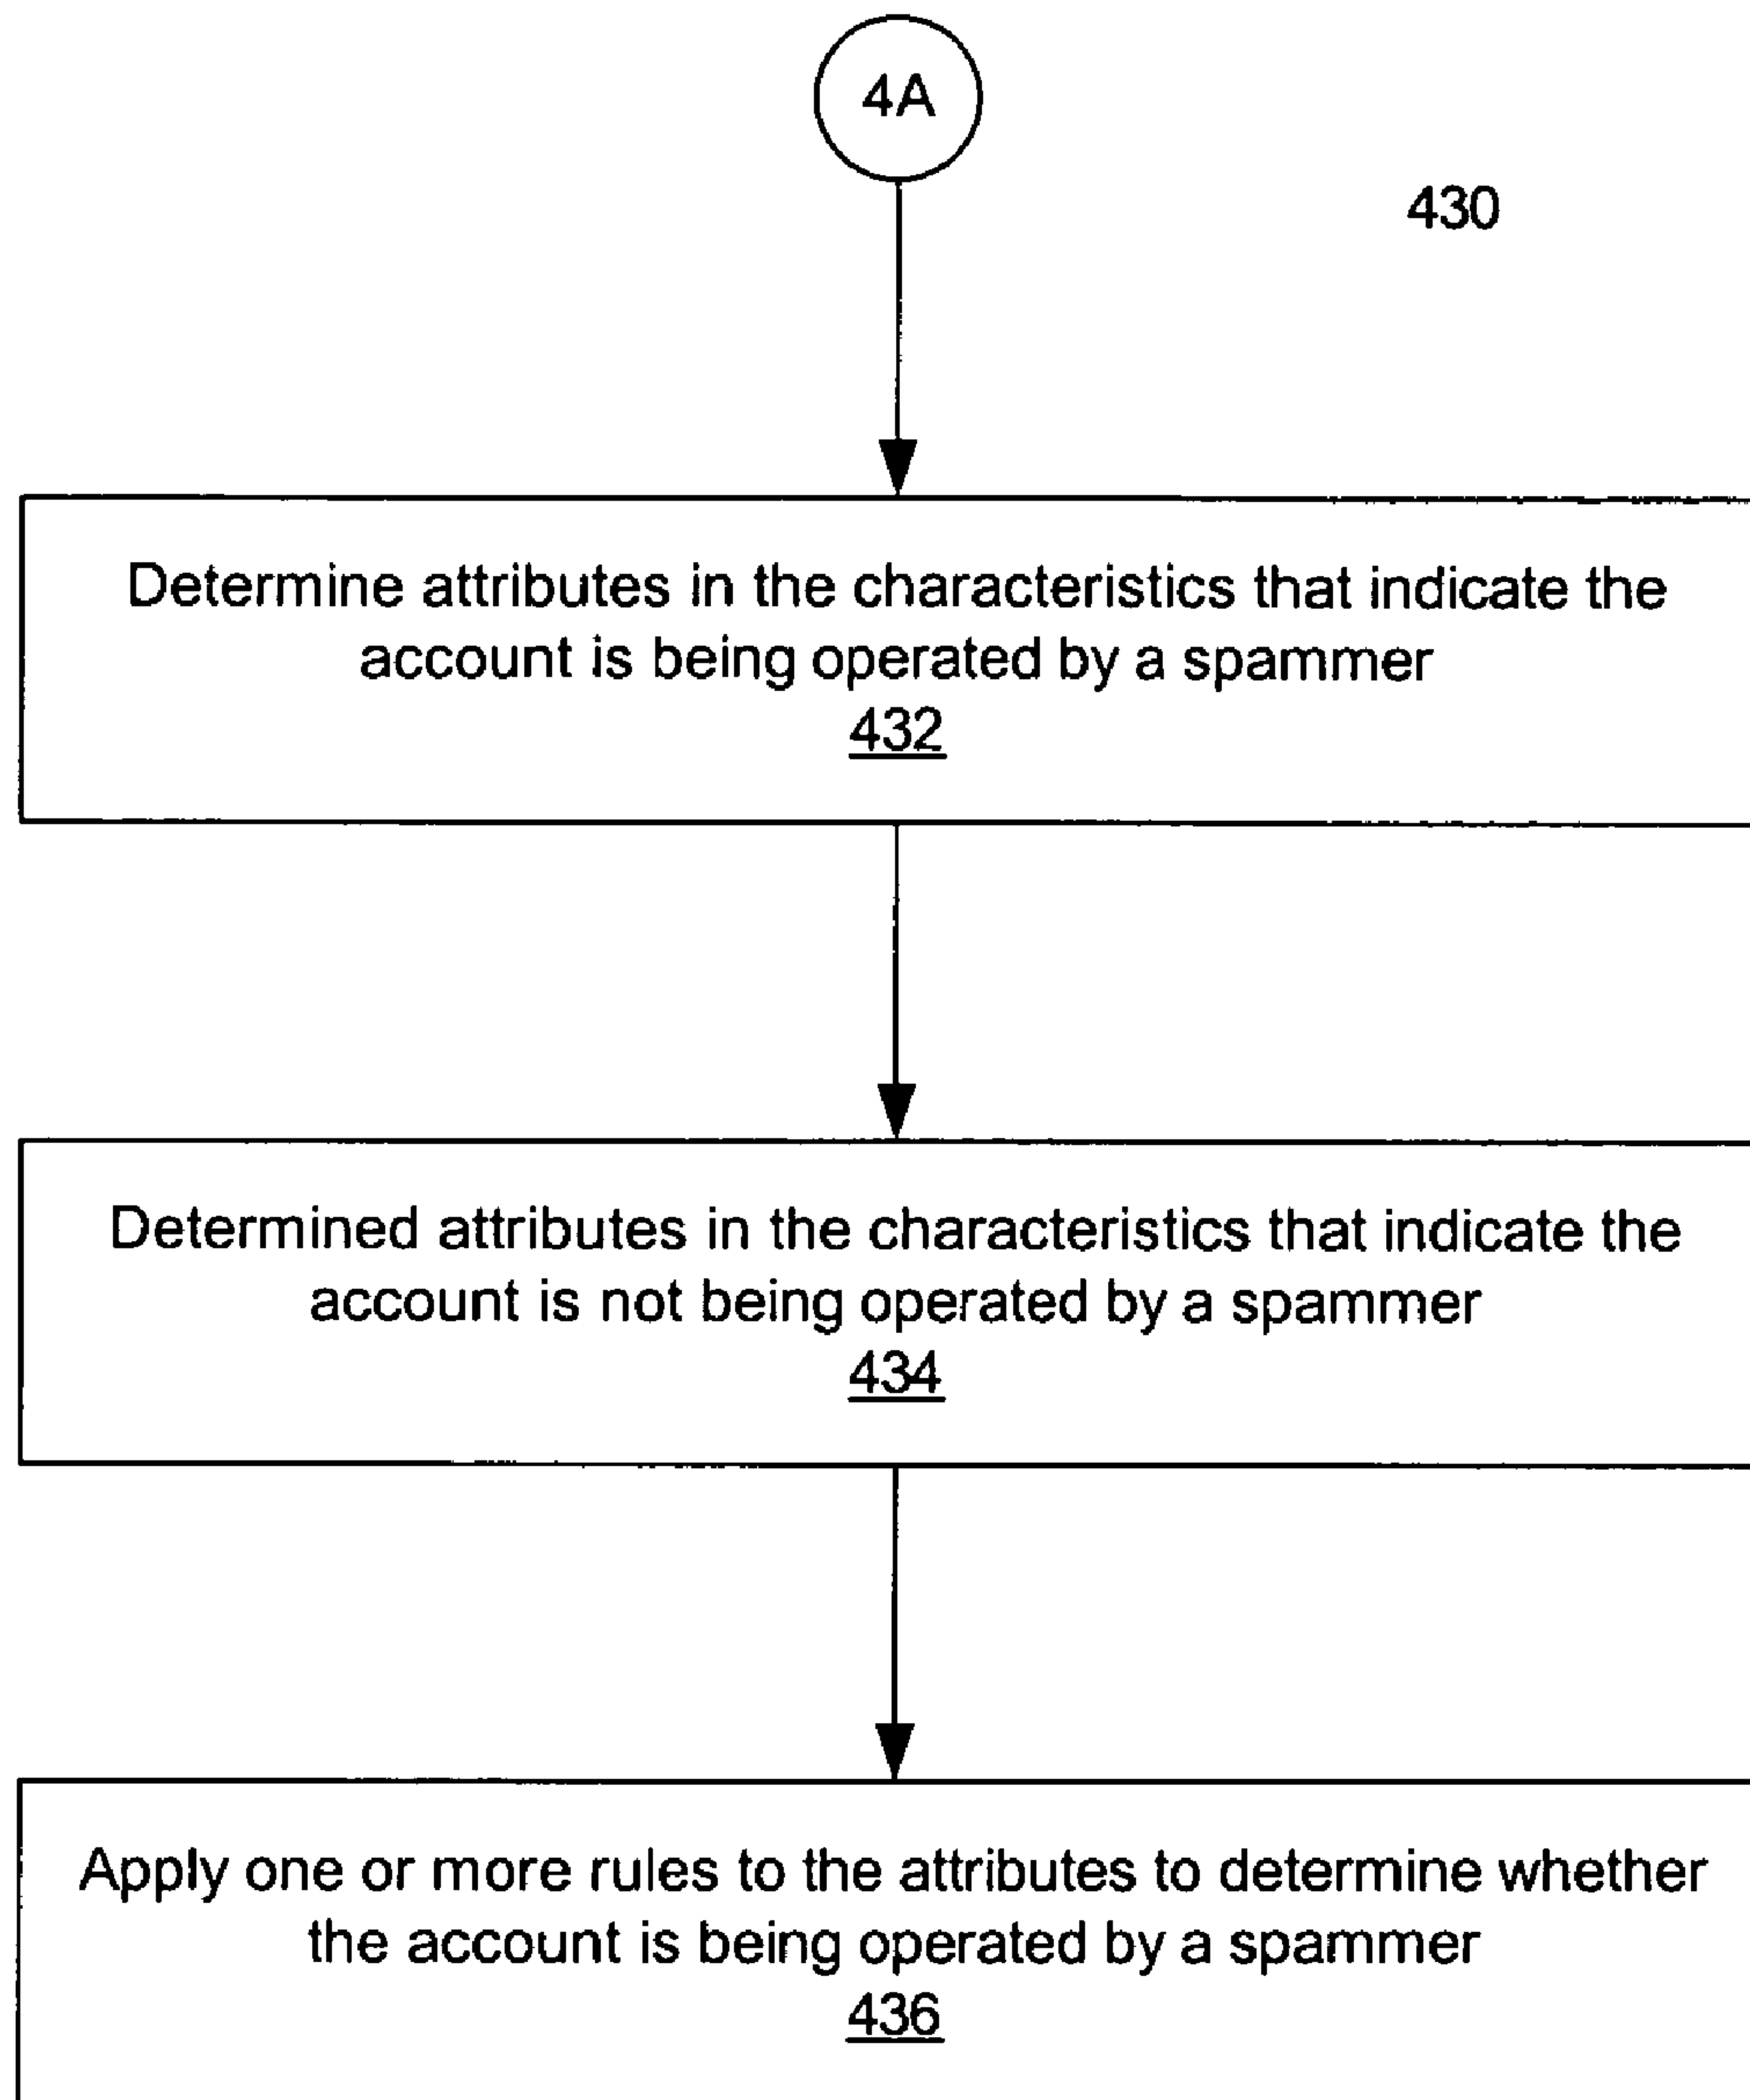 4A
430
Determine attributes in the characteristics that indicate the
account is being operated by a spammer
432
Determined attributes in the characteristics that indicate the
account is not being operated by a spammer
434
Apply one or more rules to the attributes to determine whether
the account is being operated by a spammer
436